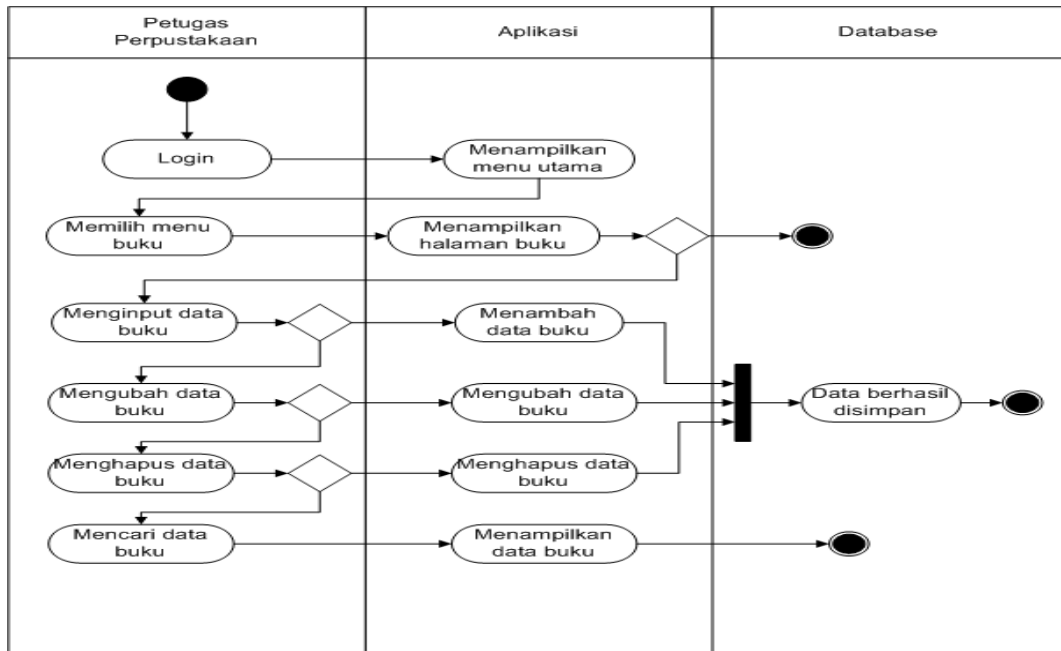 Petugas
Perpustakaan
Aplikasi
Database
Login
Menampilkan
menu utama
Memilih menu
buku
Menampilkan
halaman buku
Menginput data
buku
Menambah
data buku
Mengubah data
buku
Mengubah data
buku
Data berhasil
disimpan
Menghapus data
buku
Menghapus data
buku
Mencari data
buku
Menampilkan
data buku